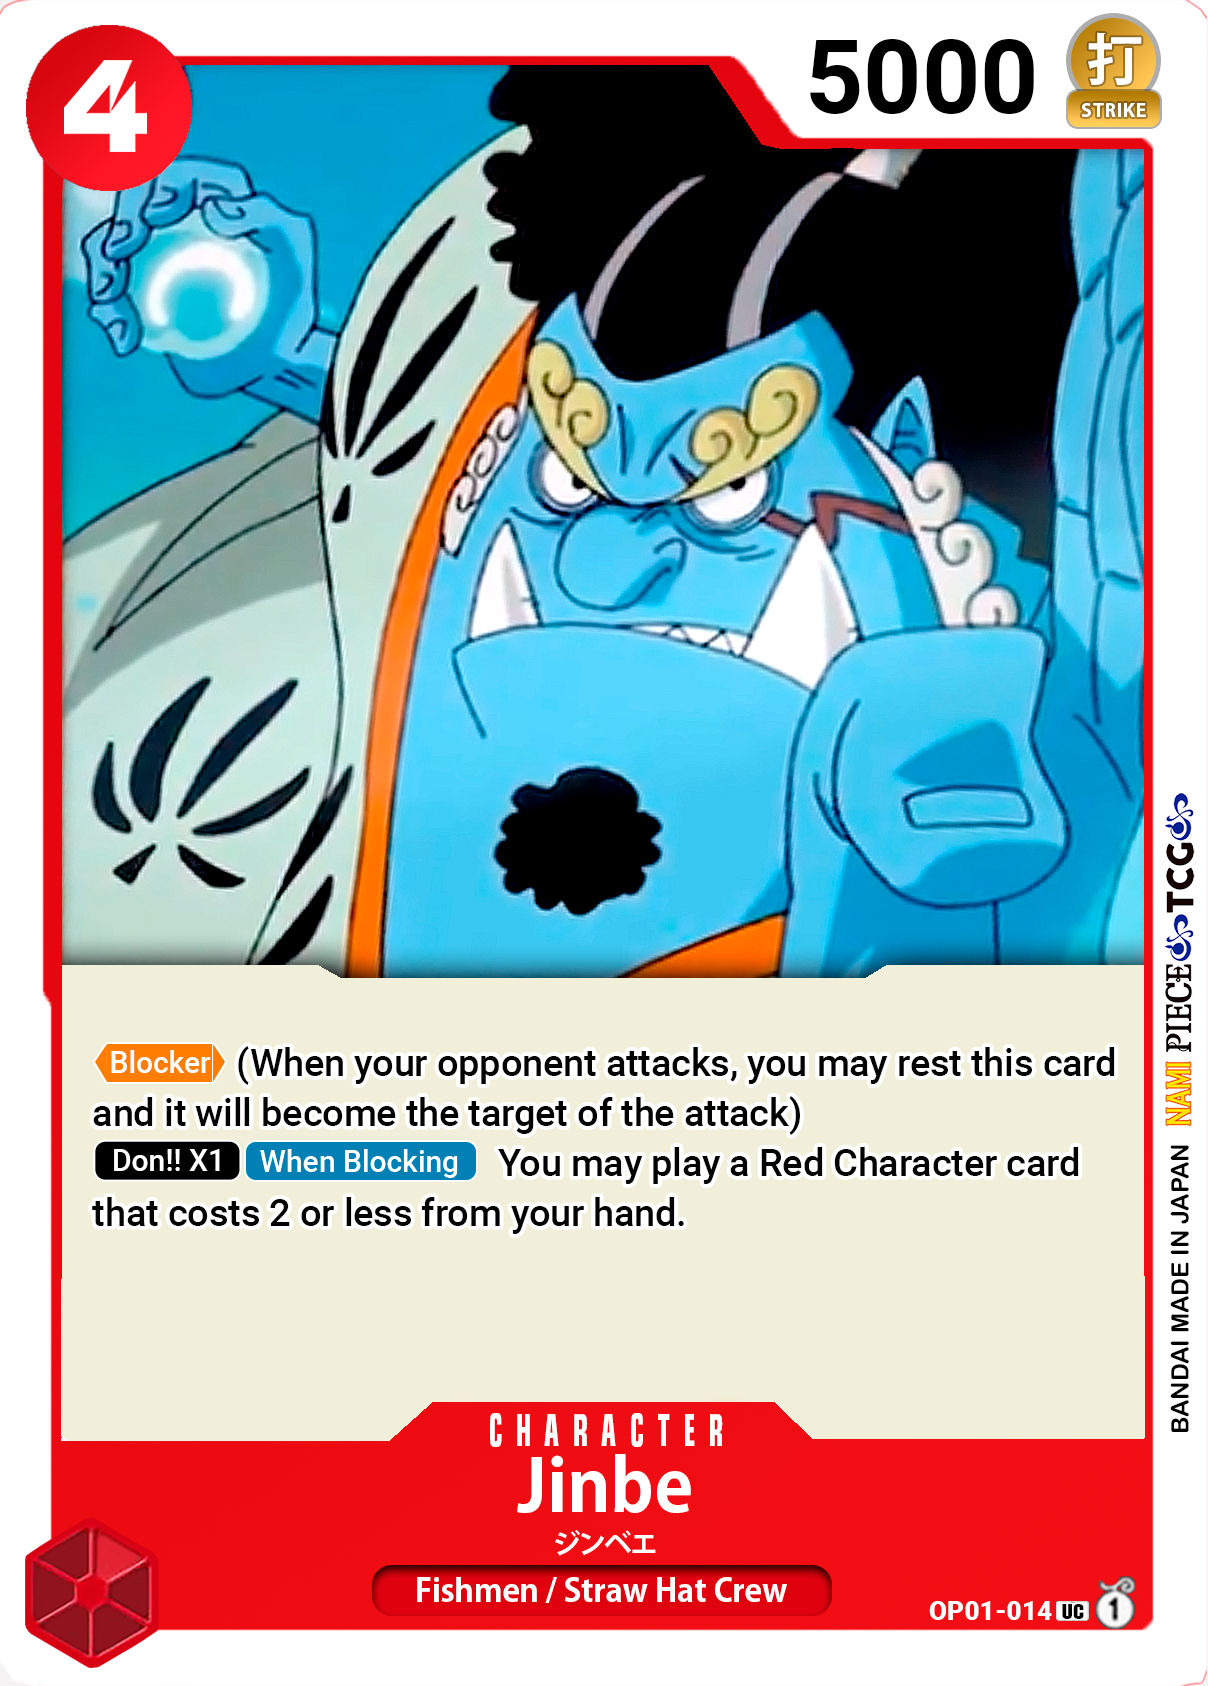 4
5000
打
STRIKE
Blocker (When your opponent attacks, you may rest this card
and it will become the target of the attack)
Don!! X1 When Blocking You may play a Red Character card
that costs 2 or less from your hand.
BANDAI MADE IN JAPAN NAMI PIECE TCG
CHARACTER
Jinbe
ジンベエ
Fishmen / Straw Hat Crew
OP01-014 UC 1